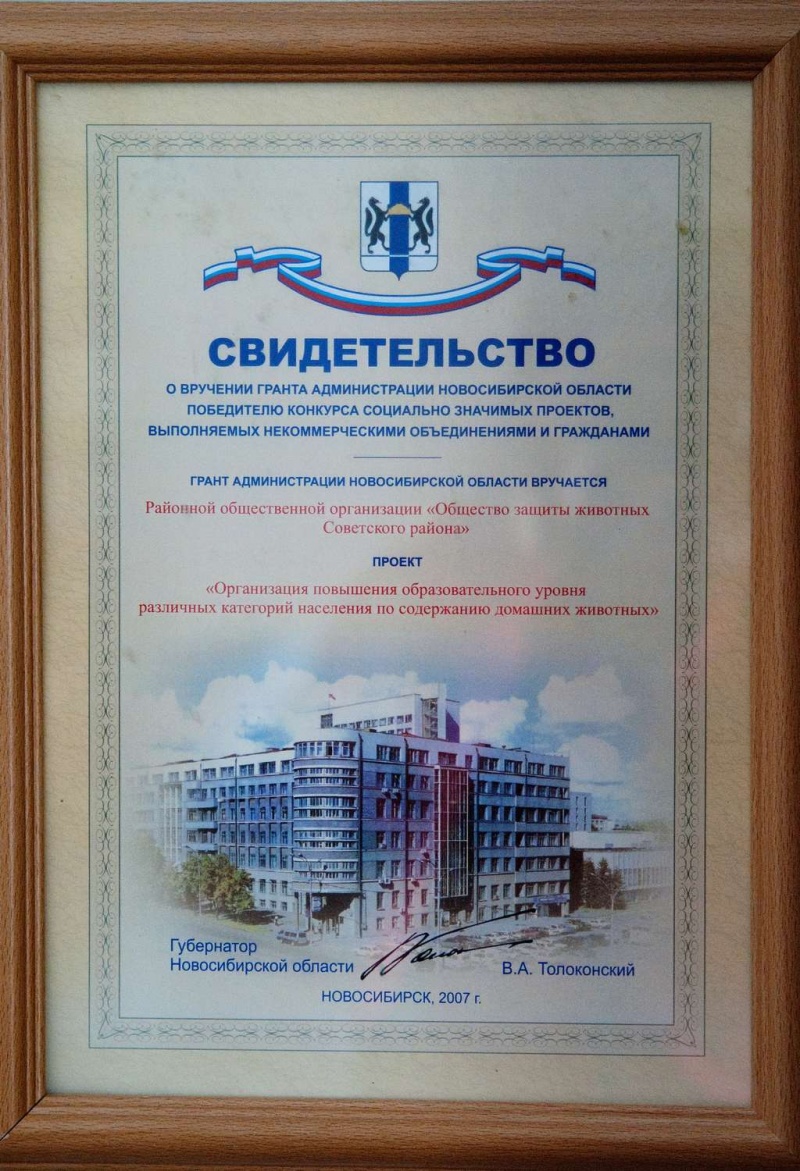 СВИДЕТЕЛЬСТВО
О ВРУЧЕНИИ ГРАНТА АДМИНИСТРАЦИИ НОВОСИБИРСКОЙ ОБЛАСТИ
ПОБЕДИТЕЛЮ КОНКУРСА СОЦИАЛЬНО ЗНАЧИМЫХ ПРОЕКТОВ,
ВЫПОЛНЯЕМЫХ НЕКОММЕРЧЕСКИМИ ОБЪЕДИНЕНИЯМИ И ГРАЖДАНАМИ
ГРАНТ АДМИНИСТРАЦИИ НОВОСИБИРСКОЙ ОБЛАСТИ ВРУЧАЕТСЯ
Районной общественной организации «Общество защиты животных
Советского района»
ПРОЕКТ
«Организация повышения образовательного уровня
различных категорий населения по содержанию домашних животных»
Губернатор
Новосибирской области
В.А. Толоконский
НОВОСИБИРСК, 2007 г.